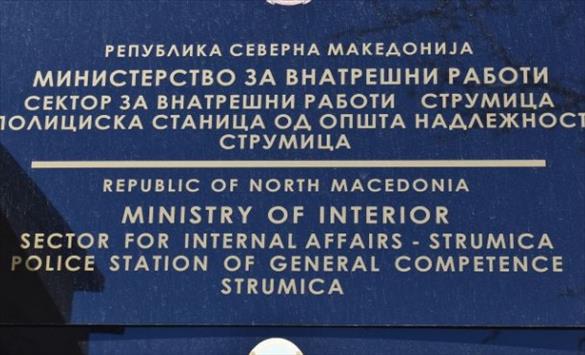 РЕПУБЛИКА СЕВЕРНА МАКЕДОНИЈА
МИНИСТЕРСТВО ЗА ВНАТРЕШНИ РАБОТИ
СЕКТОР ЗА ВНАТРЕШНИ РАБОТИ СТРУМИЦА
ПОЛИЦИСКА СТАНИЦА ОД ОПШТА НАДЛЕЖНОСТ
СТРУМИЦА
REPUBLIC OF NORTH MACEDONIA
MINISTRY OF INTERIOR
SECTOR FOR INTERNAL AFFAIRS - STRUMICA
POLICE STATION OF GENERAL COMPETENCE
STRUMICA